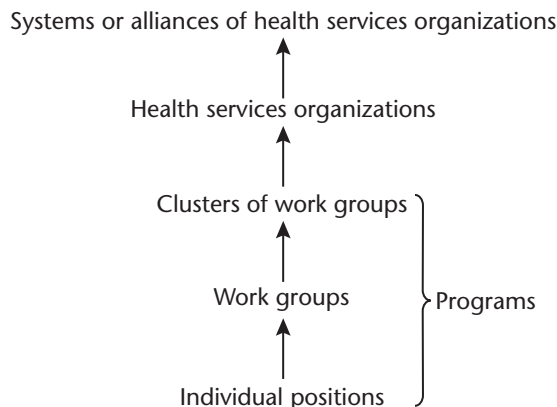 Systems or alliances of health services organizations
Health services organizations
Clusters of work groups
Work groups
Programs
Individual positions